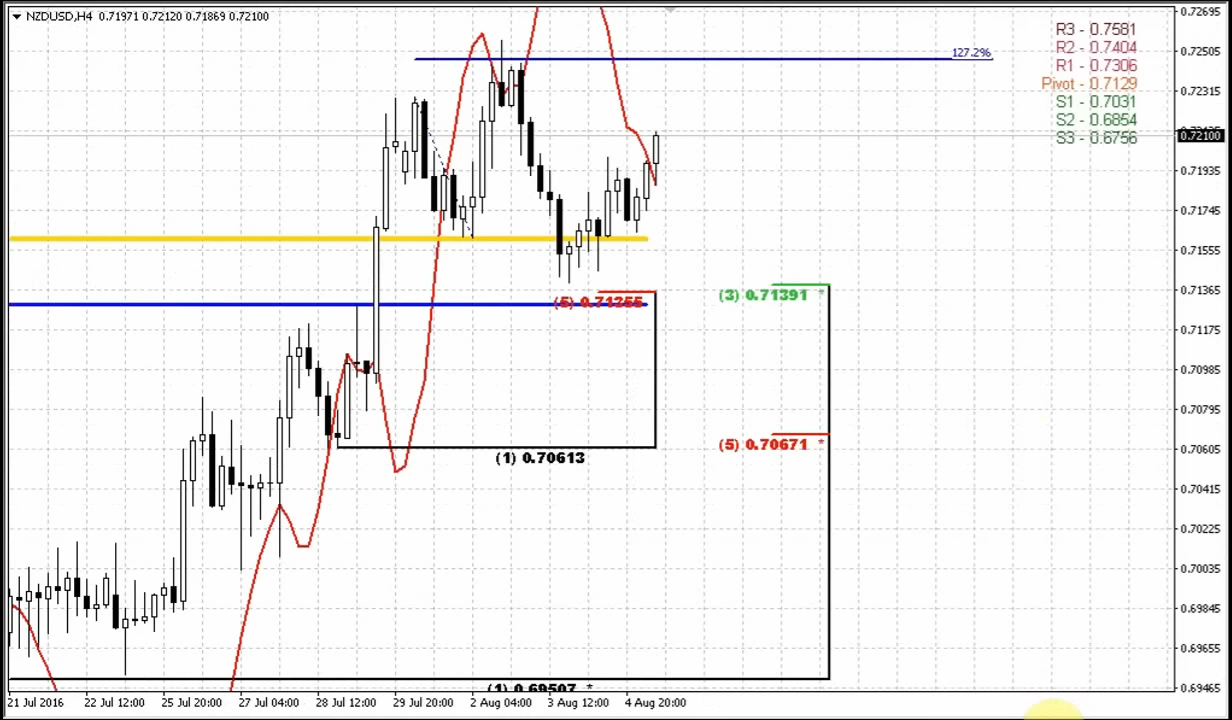 NZDUSD,H4 0.71971 0.72120 0.71869 0.72100
0.72695
R3 - 0.7581
R2 - 0.7404
127.2%
0.72505
R1 - 0.7306
Pivot - 0.7129
0.72315
S1 - 0.7031
S2 - 0.6854
S3 - 0.6756
0.72100
0.71935
0.71745
0.71555
(5) 0.71355
(3) 0.71391 *
0.71365
0.71175
0.70985
0.70795
(5) 0.70671 *
0.70605
(1) 0.70613
0.70415
0.70225
0.70035
0.69845
0.69655
(1) 0.69507 *
0.69465
21 Jul 2016 22 Jul 12:00 25 Jul 20:00 27 Jul 04:00 28 Jul 12:00 29 Jul 20:00 2 Aug 04:00 3 Aug 12:00 4 Aug 20:00